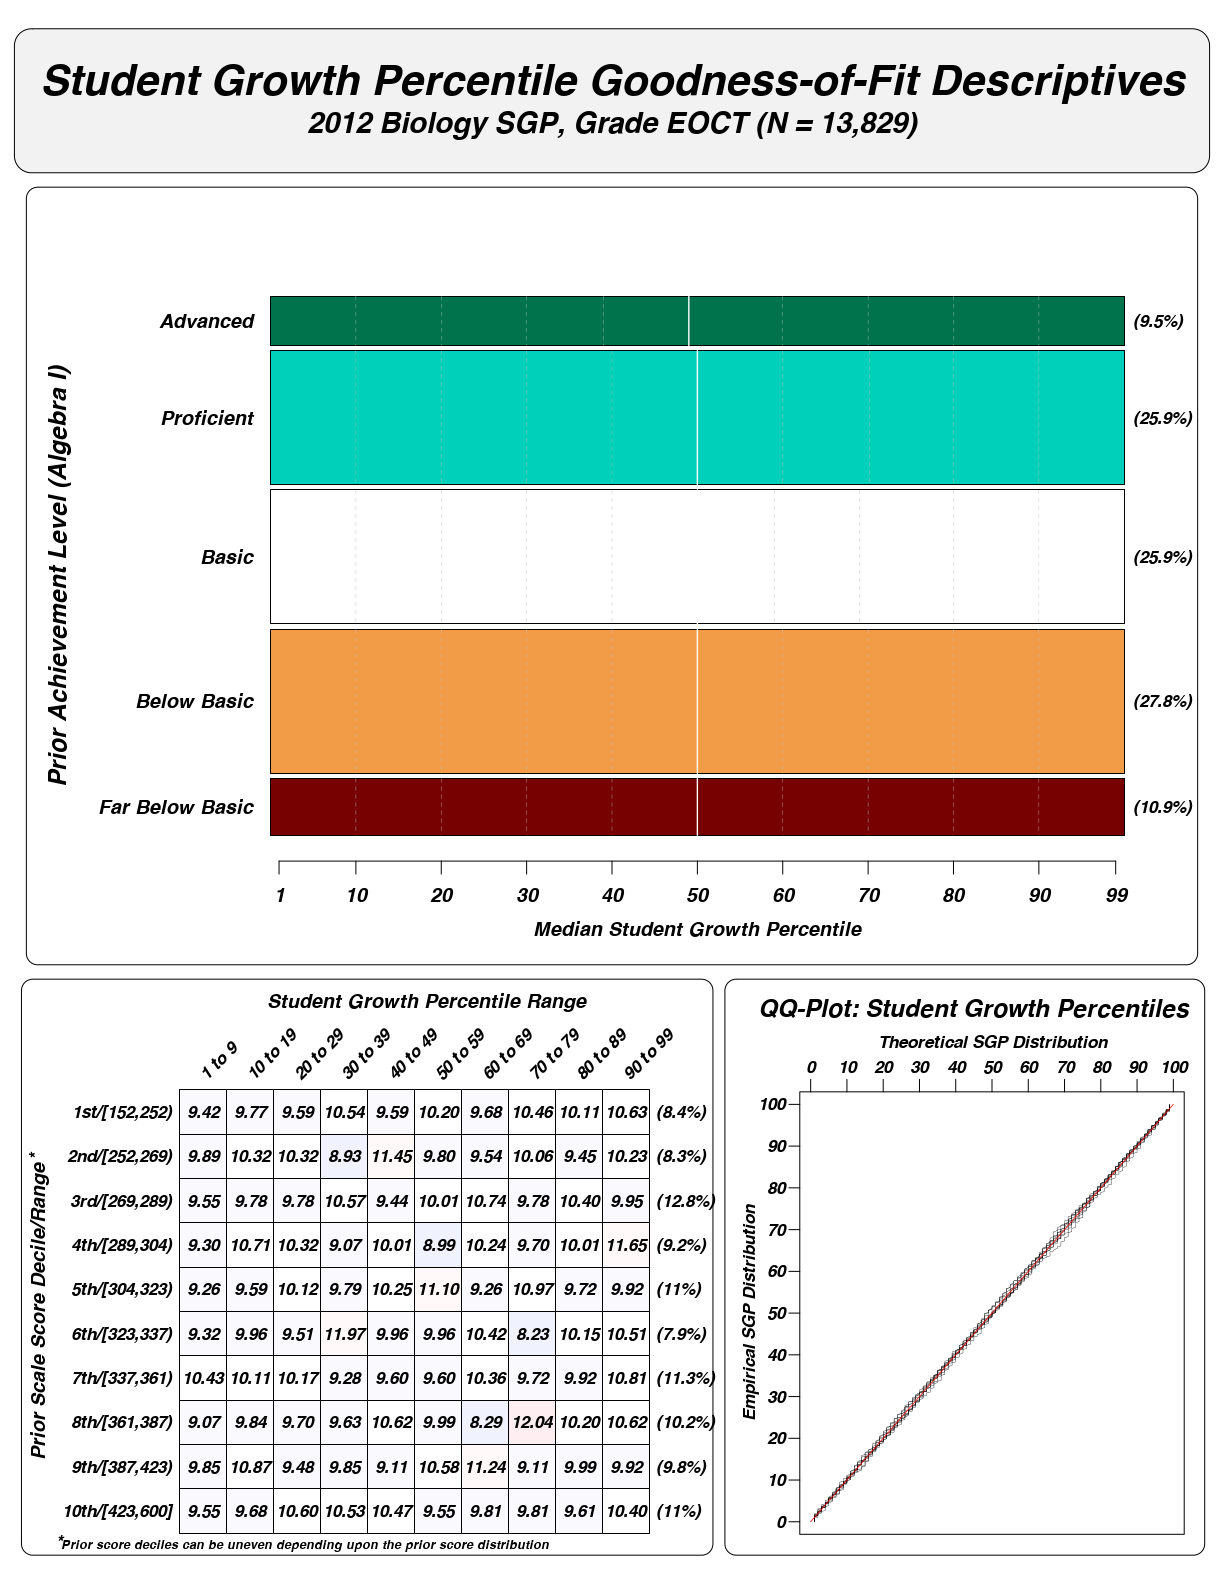 Student Growth Percentile Goodness-of-Fit Descriptives
2012 Biology SGP, Grade EOCT (N = 13,829)
Prior Achievement Level (Algebra I)
Advanced (9.5%)
Proficient (25.9%)
Basic (25.9%)
Below Basic (27.8%)
Far Below Basic (10.9%)
1 10 20 30 40 50 60 70 80 90 99
Median Student Growth Percentile
Student Growth Percentile Range
1 to 9 10 to 19 20 to 29 30 to 39 40 to 49 50 to 59 60 to 69 70 to 79 80 to 89 90 to 99
Prior Scale Score Decile/Range*
1st/[152,252) 9.42 9.77 9.59 10.54 9.59 10.20 9.68 10.46 10.11 10.63 (8.4%)
2nd/[252,269) 9.89 10.32 10.32 8.93 11.45 9.80 9.54 10.06 9.45 10.23 (8.3%)
3rd/[269,289) 9.55 9.78 9.78 10.57 9.44 10.01 10.74 9.78 10.40 9.95 (12.8%)
4th/[289,304) 9.30 10.71 10.32 9.07 10.01 8.99 10.24 9.70 10.01 11.65 (9.2%)
5th/[304,323) 9.26 9.59 10.12 9.79 10.25 11.10 9.26 10.97 9.72 9.92 (11%)
6th/[323,337) 9.32 9.96 9.51 11.97 9.96 9.96 10.42 8.23 10.15 10.51 (7.9%)
7th/[337,361) 10.43 10.11 10.17 9.28 9.60 9.60 10.36 9.72 9.92 10.81 (11.3%)
8th/[361,387) 9.07 9.84 9.70 9.63 10.62 9.99 8.29 12.04 10.20 10.62 (10.2%)
9th/[387,423) 9.85 10.87 9.48 9.85 9.11 10.58 11.24 9.11 9.99 9.92 (9.8%)
10th/[423,600] 9.55 9.68 10.60 10.53 10.47 9.55 9.81 9.81 9.61 10.40 (11%)
*Prior score deciles can be uneven depending upon the prior score distribution
QQ-Plot: Student Growth Percentiles
Theoretical SGP Distribution
0 10 20 30 40 50 60 70 80 90 100
Empirical SGP Distribution
100
90
80
70
60
50
40
30
20
10
0